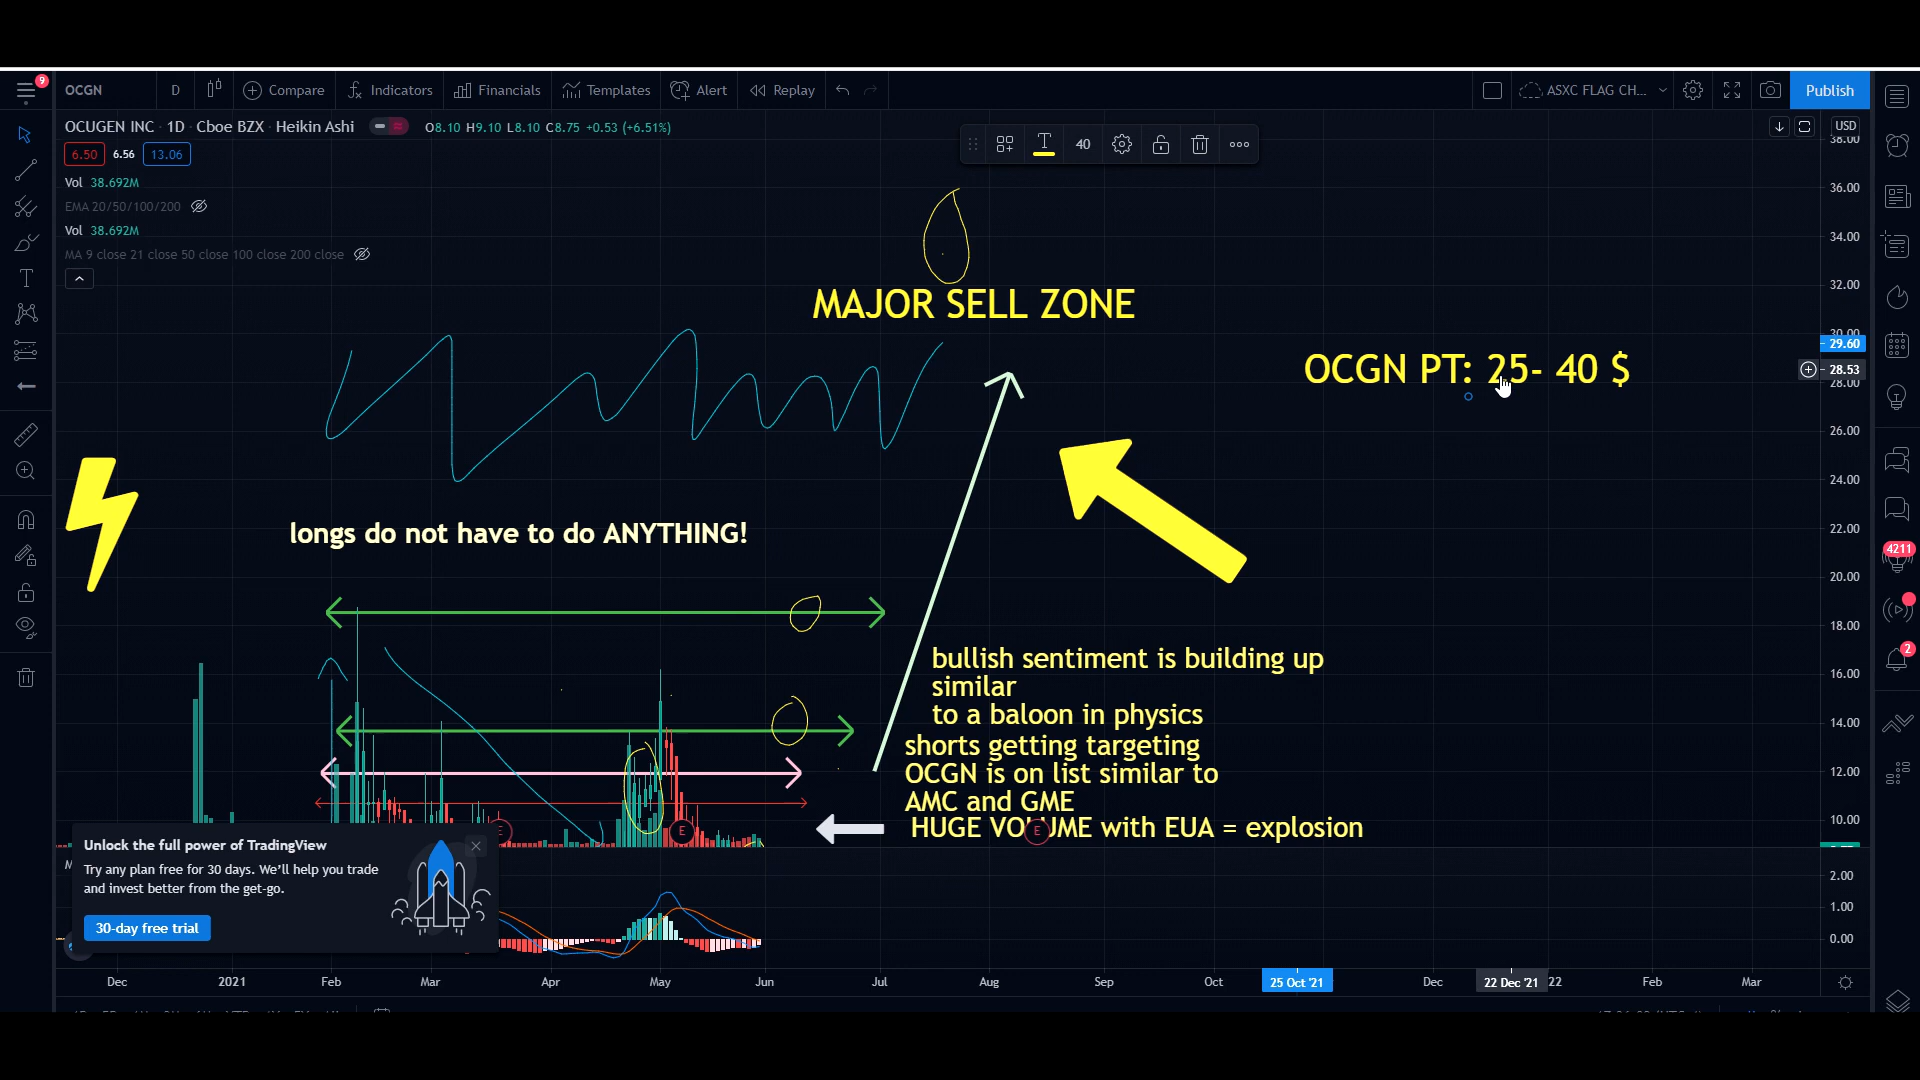 9
OCGN D Compare Indicators Financials Templates Alert Replay ASXC FLAG CH... Publish
OCUGEN INC · 1D · Cboe BZX · Heikin Ashi O8.10 H9.10 L8.10 C8.75 +0.53 (+6.51%)
40
USD
6.50 6.56 13.06
38.00
Vol 38.692M
36.00
EMA 20/50/100/200
Vol 38.692M
34.00
MA 9 close 21 close 50 close 100 close 200 close
32.00
MAJOR SELL ZONE
30.00
29.60
OCGN PT: 25- 40 $
28.53
28.00
26.00
24.00
22.00
longs do not have to do ANYTHING!
4211
20.00
18.00
2
bullish sentiment is building up
similar
16.00
to a baloon in physics
14.00
shorts getting targeting
OCGN is on list similar to
12.00
AMC and GME
HUGE VOLUME with EUA = explosion
10.00
E E E
Unlock the full power of TradingView
Try any plan free for 30 days. We'll help you trade
and invest better from the get-go.
30-day free trial
2.00
1.00
0.00
Dec 2021 Feb Mar Apr May Jun Jul Aug Sep Oct 25 Oct '21 Dec 22 Dec '21 22 Feb Mar